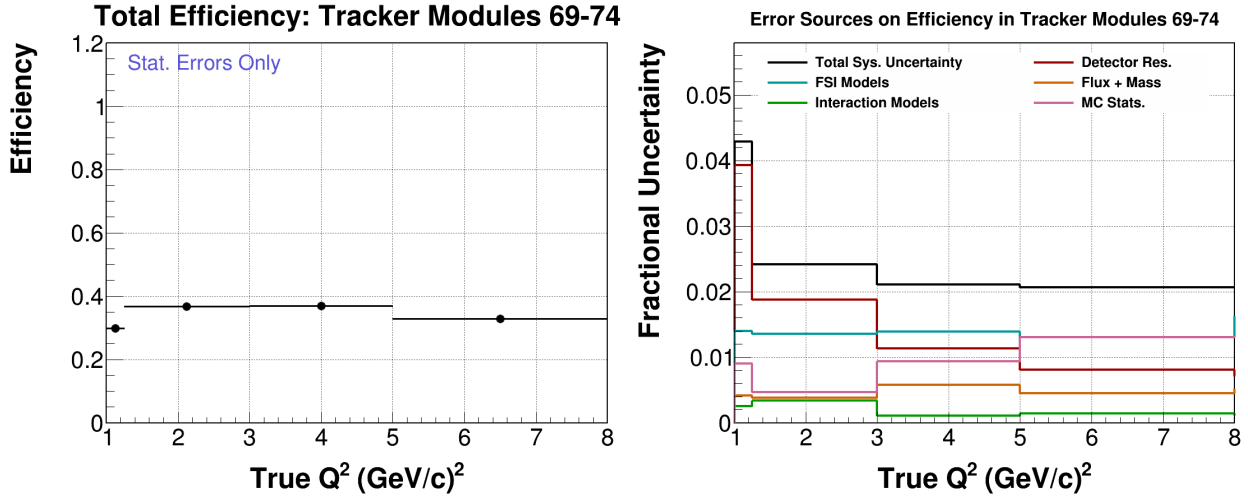 Total Efficiency: Tracker Modules 69-74
Efficiency
Stat. Errors Only
1.2
1
0.8
0.6
0.4
0.2
0
1 2 3 4 5 6 7 8
True Q² (GeV/c)²
Error Sources on Efficiency in Tracker Modules 69-74
Fractional Uncertainty
Total Sys. Uncertainty
FSI Models
Interaction Models
Detector Res.
Flux + Mass
MC Stats.
0.05
0.04
0.03
0.02
0.01
0
1 2 3 4 5 6 7 8
True Q² (GeV/c)²